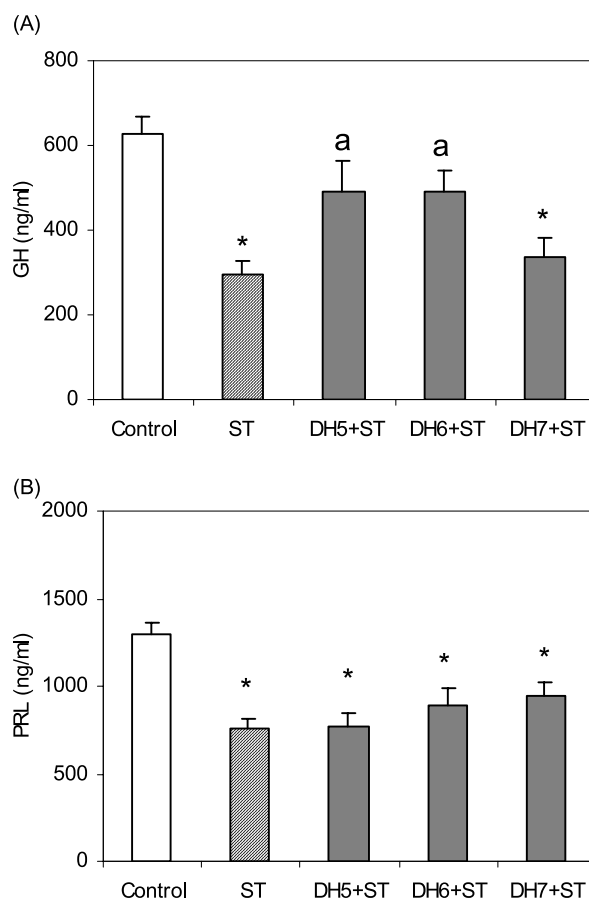 (A)
800
600
400
200
0
GH (ng/ml)
a
a
*
*
Control ST DH5+ST DH6+ST DH7+ST
(B)
2000
1500
1000
500
0
PRL (ng/ml)
* * * *
Control ST DH5+ST DH6+ST DH7+ST